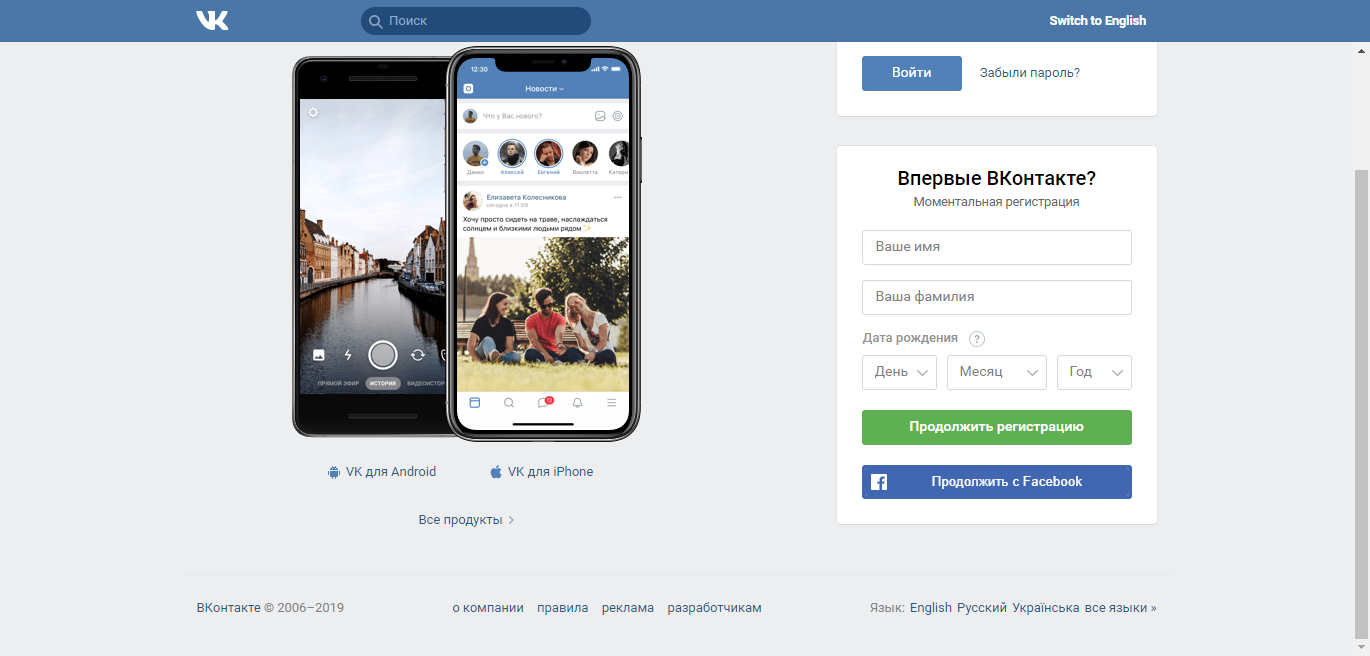 VK
Поиск
Switch to English
12:30
Новости
Что у Вас нового?
Данил Алексей Евгений Виолетта
Елизавета Колесникова
сегодня в 11:09
Хочу просто сидеть на траве, наслаждаться
солнцем и близкими людьми рядом ✨
ПРЯМОЙ ЭФИР ИСТОРИЯ ВИДЕОИСТОР
VK для Android
VK для iPhone
Все продукты
Войти
Забыли пароль?
Впервые ВКонтакте?
Моментальная регистрация
Ваше имя
Ваша фамилия
Дата рождения ?
День Месяц Год
Продолжить регистрацию
Продолжить с Facebook
ВКонтакте © 2006–2019
о компании правила реклама разработчикам
Язык: English Русский Українська все языки »